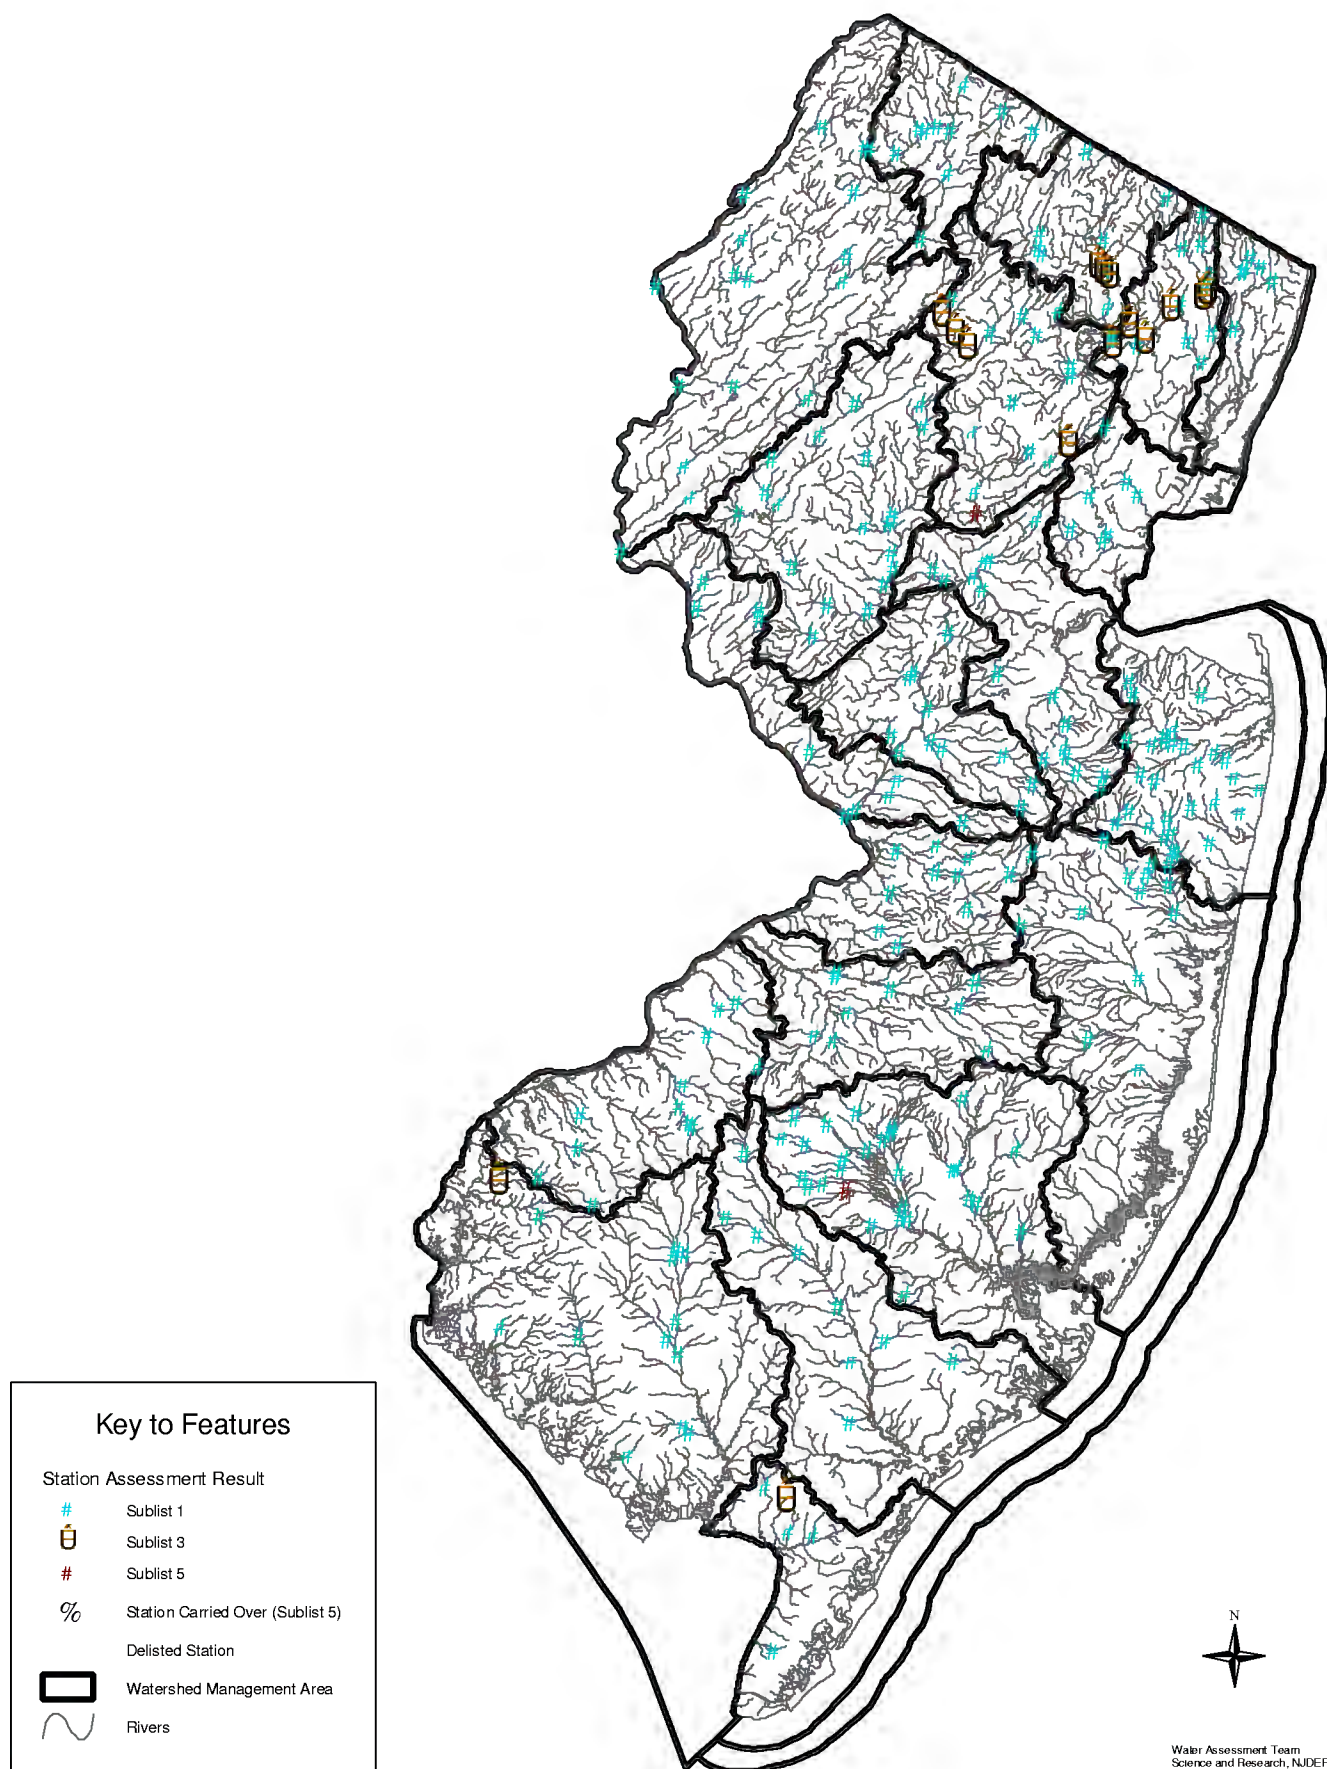 Key to Features
Station Assessment Result
# Sublist 1
Sublist 3
# Sublist 5
% Station Carried Over (Sublist 5)
Delisted Station
Watershed Management Area
Rivers
N
Water Assessment Team
Science and Research, NJDEP